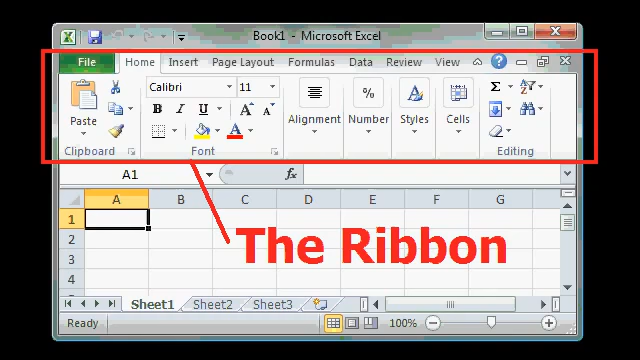 Book1 - Microsoft Excel
File Home Insert Page Layout Formulas Data Review View
Calibri 11
Paste B I U A A Alignment Number Styles Cells
A
Clipboard Font Editing
A1 fx
A B C D E F G
1
2
3
4
The Ribbon
Sheet1 Sheet2 Sheet3
Ready 100%